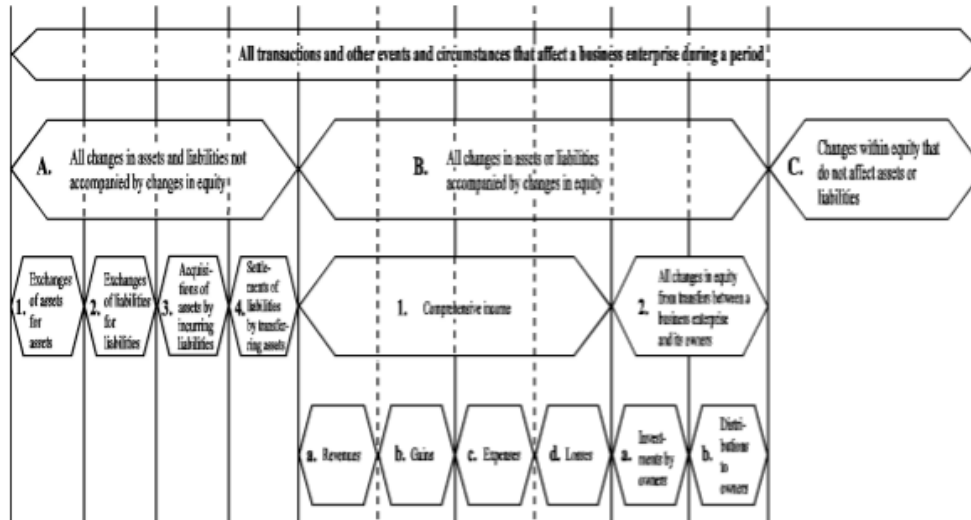 All transactions and other events and circumstances that affect a business enterprise during a period
A. All changes in assets and liabilities not
accompanied by changes in equity
B. All changes in assets or liabilities
accompanied by changes in equity
C. Changes within equity that
do not affect assets or
liabilities
1. Exchanges
of assets
for
assets
2. Exchanges
of liabilities
for
liabilities
3. Acquisi-
tions of
assets by
incurring
liabilities
4. Settle-
ments of
liabilities
by transfer-
ring assets
1. Comprehensive income
2. All changes in equity
from transfers between a
business enterprise
and its owners
a. Revenues
b. Gains
c. Expenses
d. Losses
a. Invest-
ments by
owners
b. Distri-
butions
to
owners